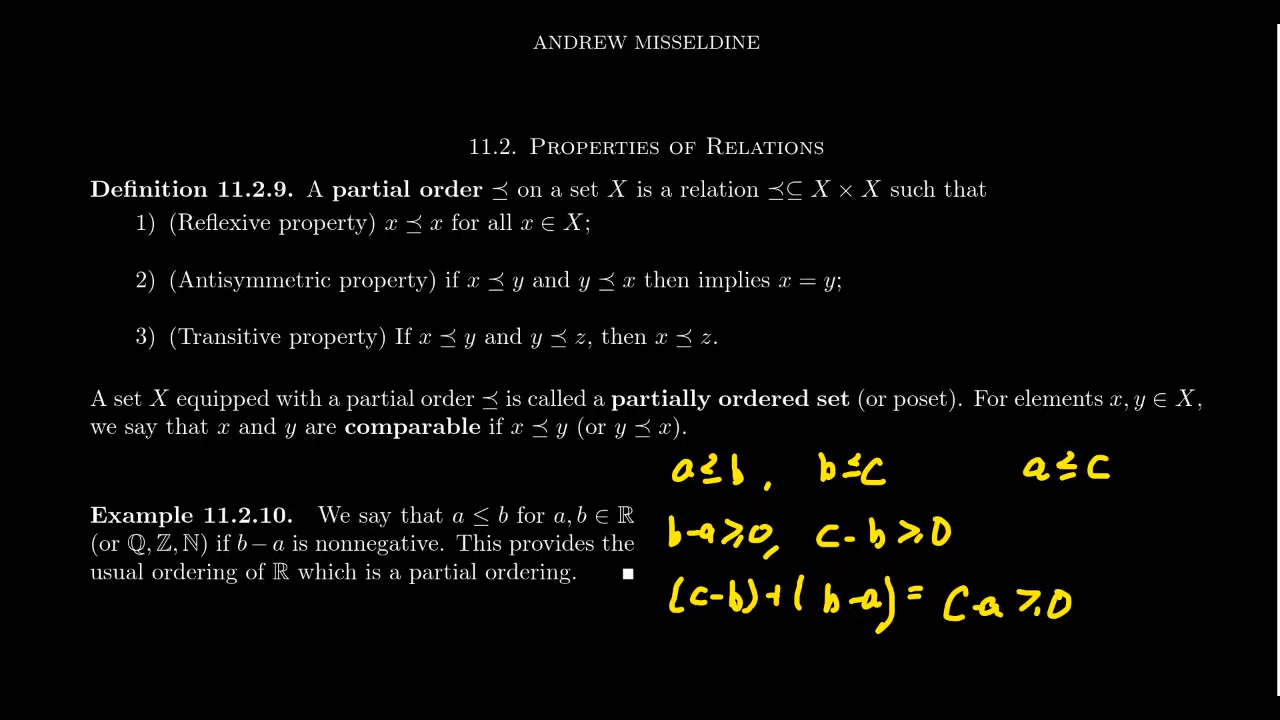 ANDREW MISSELDINE
11.2. PROPERTIES OF RELATIONS
Definition 11.2.9. A partial order ⪯ on a set X is a relation ⪯⊆ X × X such that
1) (Reflexive property) x ⪯ x for all x ∈ X;
2) (Antisymmetric property) if x ⪯ y and y ⪯ x then implies x = y;
3) (Transitive property) If x ⪯ y and y ⪯ z, then x ⪯ z.
A set X equipped with a partial order ⪯ is called a partially ordered set (or poset). For elements x, y ∈ X,
we say that x and y are comparable if x ⪯ y (or y ⪯ x).
a ≤ b, b ≤ c a ≤ c
Example 11.2.10. We say that a ≤ b for a, b ∈ ℝ
(or ℚ, ℤ, ℕ) if b − a is nonnegative. This provides the
usual ordering of ℝ which is a partial ordering. ■
b-a ≥ 0, c-b ≥ 0
(c-b)+(b-a) = c-a ≥ 0